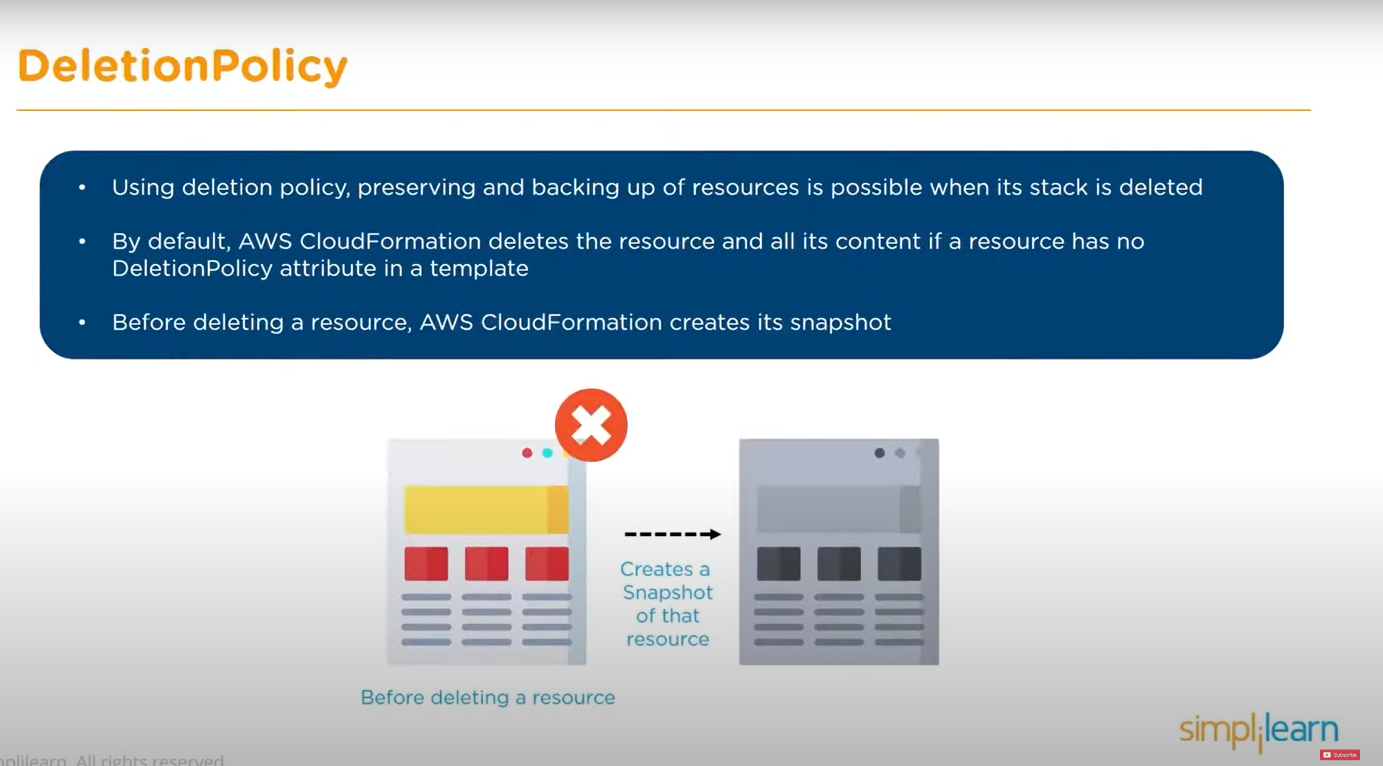 DeletionPolicy
• Using deletion policy, preserving and backing up of resources is possible when its stack is deleted
• By default, AWS CloudFormation deletes the resource and all its content if a resource has no
DeletionPolicy attribute in a template
• Before deleting a resource, AWS CloudFormation creates its snapshot
Creates a
Snapshot
of that
resource
Before deleting a resource
simplilearn
Subscribe
mplilearn. All rights reserved